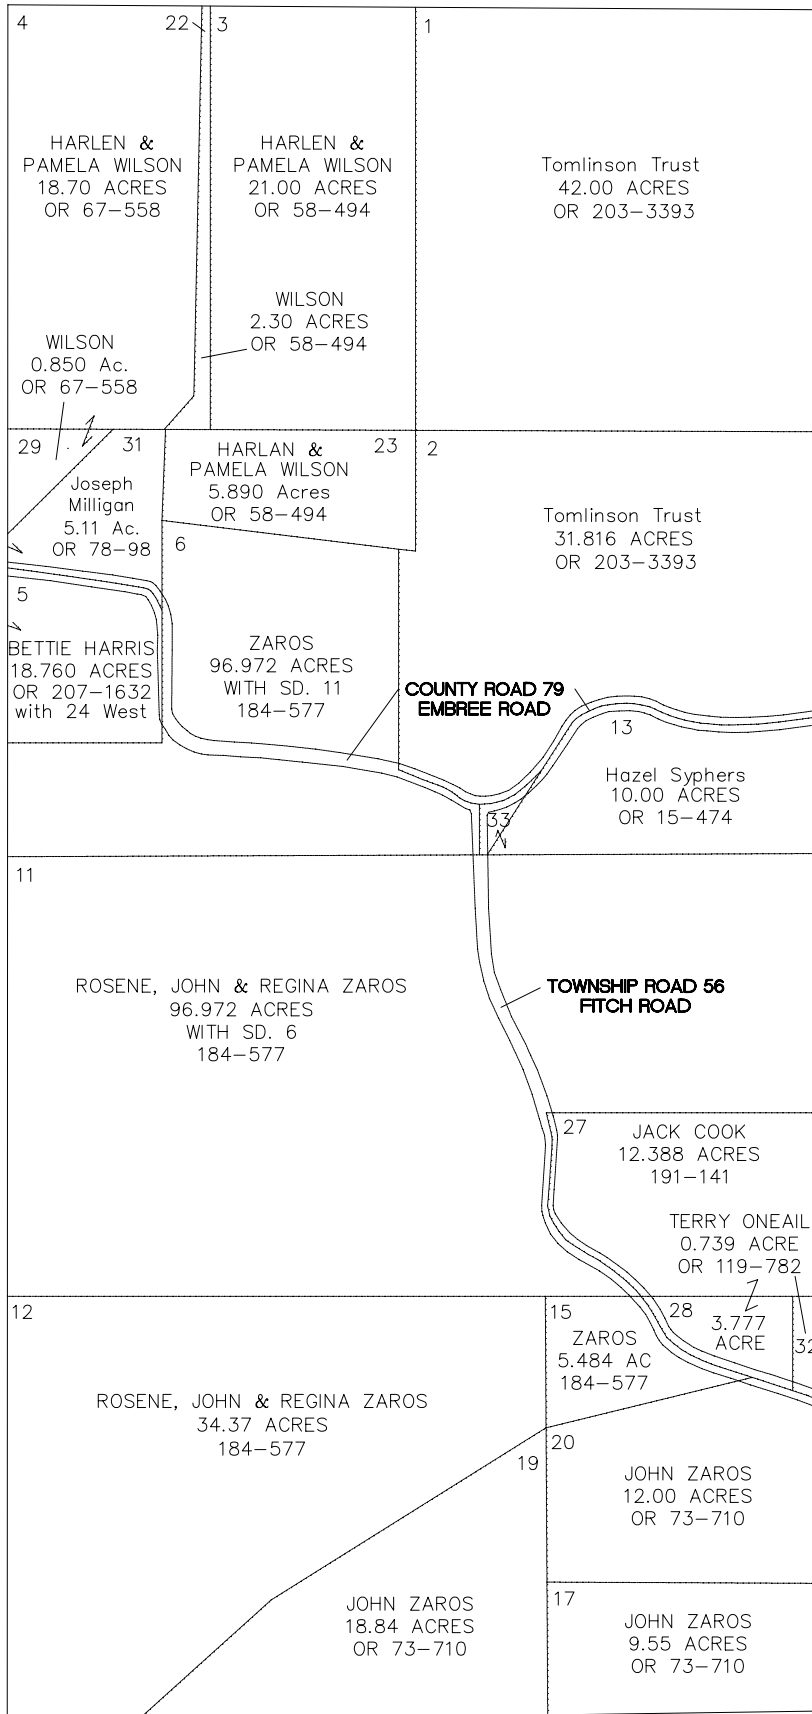 4
22
3
1
HARLEN &
PAMELA WILSON
18.70 ACRES
OR 67-558
HARLEN &
PAMELA WILSON
21.00 ACRES
OR 58-494
Tomlinson Trust
42.00 ACRES
OR 203-3393
WILSON
2.30 ACRES
OR 58-494
WILSON
0.850 Ac.
OR 67-558
29
31
HARLAN &
PAMELA WILSON
5.890 Acres
OR 58-494
23
2
Joseph
Milligan
5.11 Ac.
OR 78-98
6
Tomlinson Trust
31.816 ACRES
OR 203-3393
5
BETTIE HARRIS
18.760 ACRES
OR 207-1632
with 24 West
ZAROS
96.972 ACRES
WITH SD. 11
184-577
COUNTY ROAD 79
EMBREE ROAD
13
Hazel Syphers
10.00 ACRES
OR 15-474
33
11
ROSENE, JOHN & REGINA ZAROS
96.972 ACRES
WITH SD. 6
184-577
TOWNSHIP ROAD 56
FITCH ROAD
27
JACK COOK
12.388 ACRES
191-141
TERRY ONEAIL
0.739 ACRE
OR 119-782
12
15
28
3.777
ACRE
32
ZAROS
5.484 AC
184-577
ROSENE, JOHN & REGINA ZAROS
34.37 ACRES
184-577
19
20
JOHN ZAROS
12.00 ACRES
OR 73-710
JOHN ZAROS
18.84 ACRES
OR 73-710
17
JOHN ZAROS
9.55 ACRES
OR 73-710